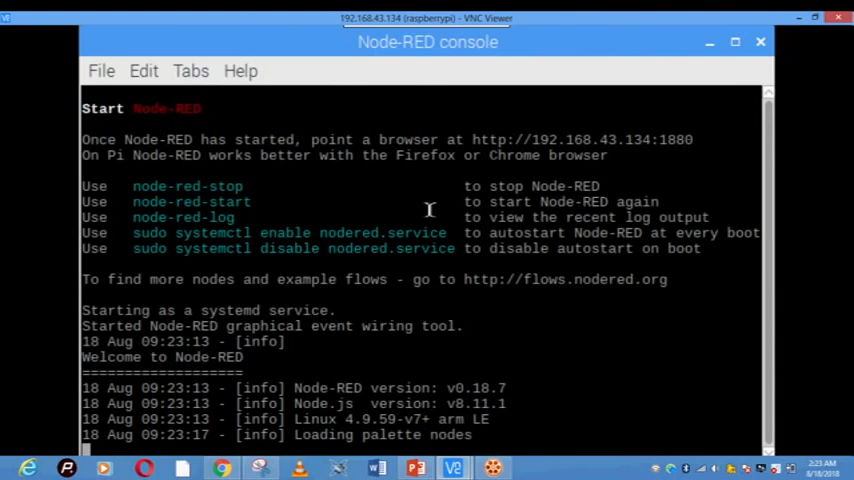 192.168.43.134 (raspberrypi) - VNC Viewer
Node-RED console
File Edit Tabs Help
Start Node-RED
Once Node-RED has started, point a browser at http://192.168.43.134:1880
On Pi Node-RED works better with the Firefox or Chrome browser
Use node-red-stop to stop Node-RED
Use node-red-start to start Node-RED again
Use node-red-log to view the recent log output
Use sudo systemctl enable nodered.service to autostart Node-RED at every boot
Use sudo systemctl disable nodered.service to disable autostart on boot
To find more nodes and example flows - go to http://flows.nodered.org
Starting as a systemd service.
Started Node-RED graphical event wiring tool.
18 Aug 09:23:13 - [info]
Welcome to Node-RED
===================
18 Aug 09:23:13 - [info] Node-RED version: v0.18.7
18 Aug 09:23:13 - [info] Node.js  version: v8.11.1
18 Aug 09:23:13 - [info] Linux 4.9.59-v7+ arm LE
18 Aug 09:23:17 - [info] Loading palette nodes
2:23 AM
8/18/2018